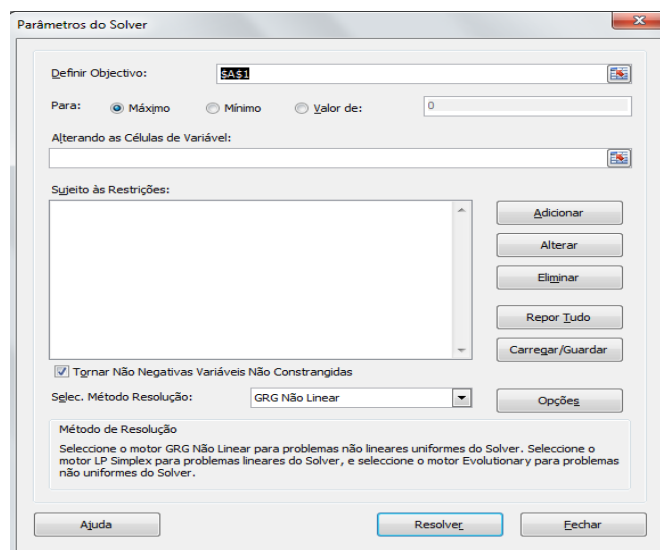 Parâmetros do Solver
Definir Objectivo: $A$1
Para: Máximo Mínimo Valor de: 0
Alterando as Células de Variável:
Sujeito às Restrições:
Adicionar
Alterar
Eliminar
Repor Tudo
Carregar/Guardar
Tornar Não Negativas Variáveis Não Constrangidas
Selec. Método Resolução: GRG Não Linear Opções
Método de Resolução
Seleccione o motor GRG Não Linear para problemas não lineares uniformes do Solver. Seleccione o
motor LP Simplex para problemas lineares do Solver, e seleccione o motor Evolutionary para problemas
não uniformes do Solver.
Ajuda Resolver Fechar